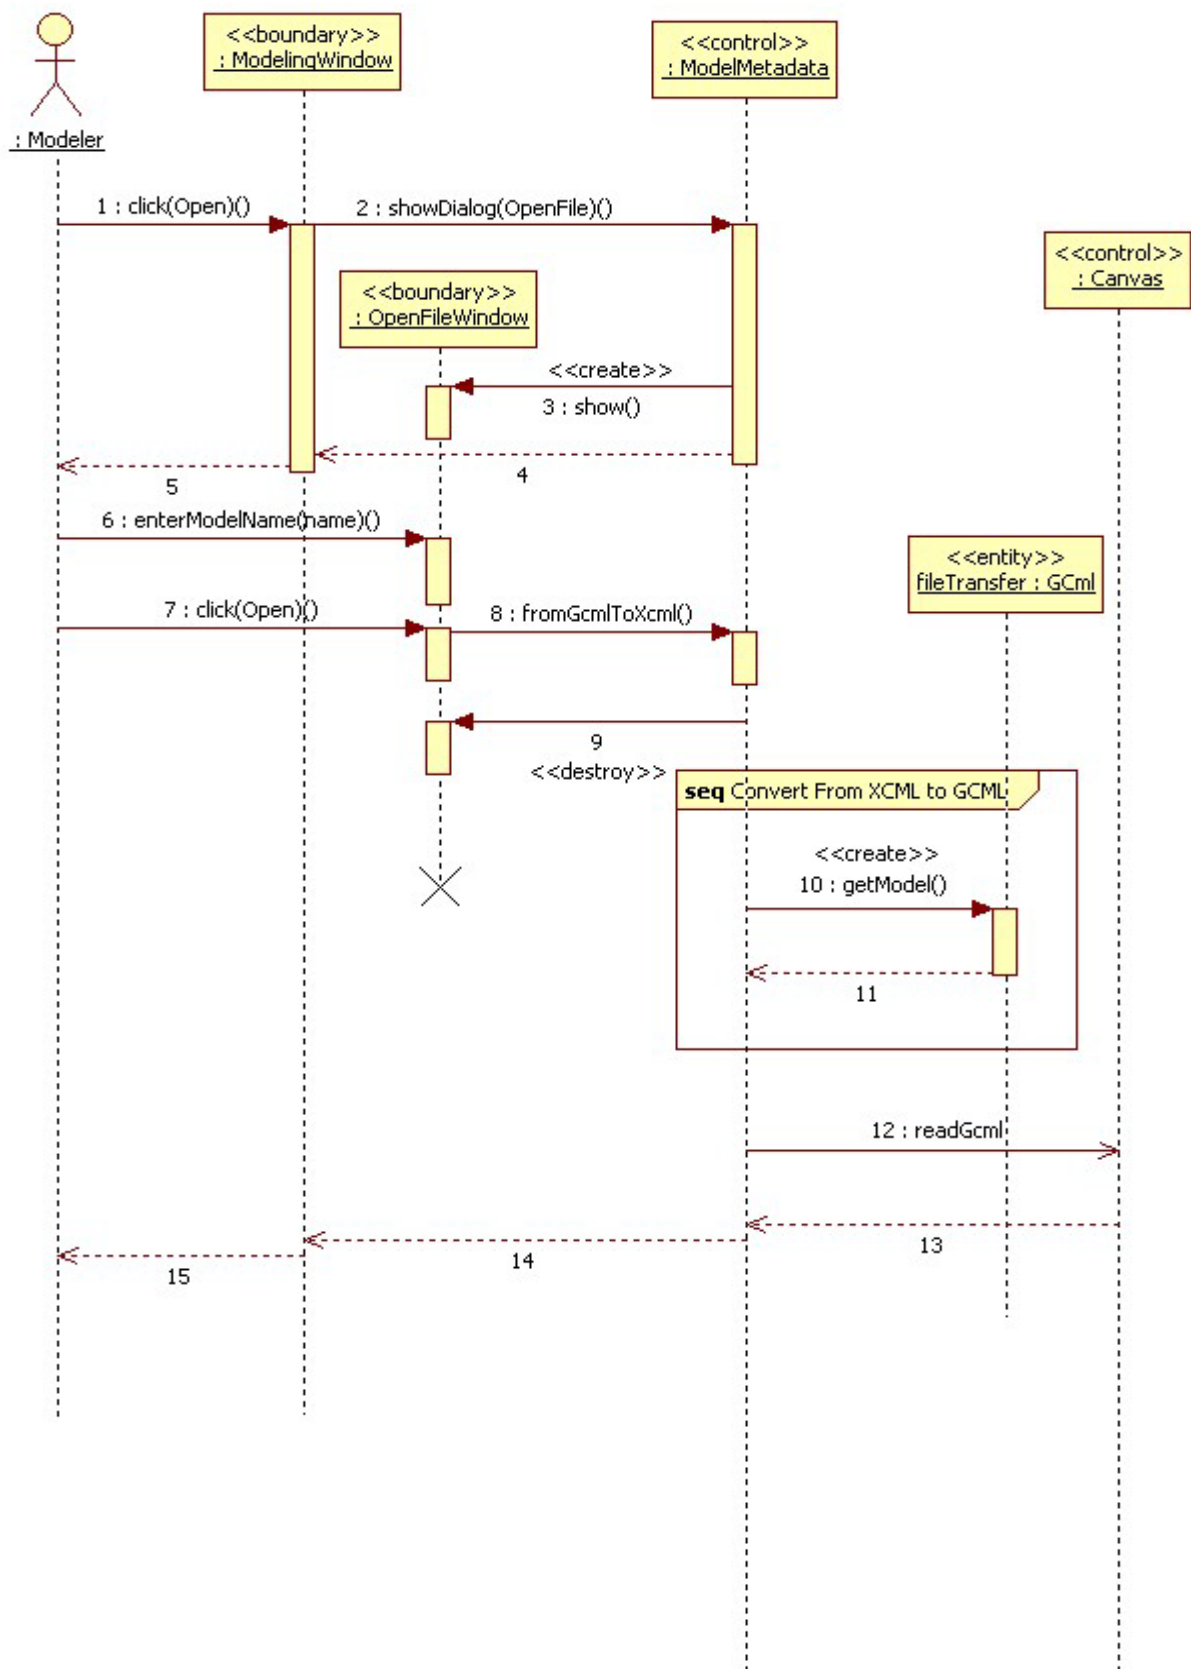 <<boundary>>
: ModelingWindow
<<control>>
: ModelMetadata
: Modeler
1 : click(Open)()
2 : showDialog(OpenFile)()
<<control>>
: Canvas
<<boundary>>
: OpenFileWindow
<<create>>
3 : show()
4
5
6 : enterModelName(name)()
<<entity>>
fileTransfer : GCml
7 : click(Open)()
8 : fromGcmlToXcml()
9
<<destroy>>
seq Convert From XCML to GCML
<<create>>
10 : getModel()
11
12 : readGcml
13
14
15